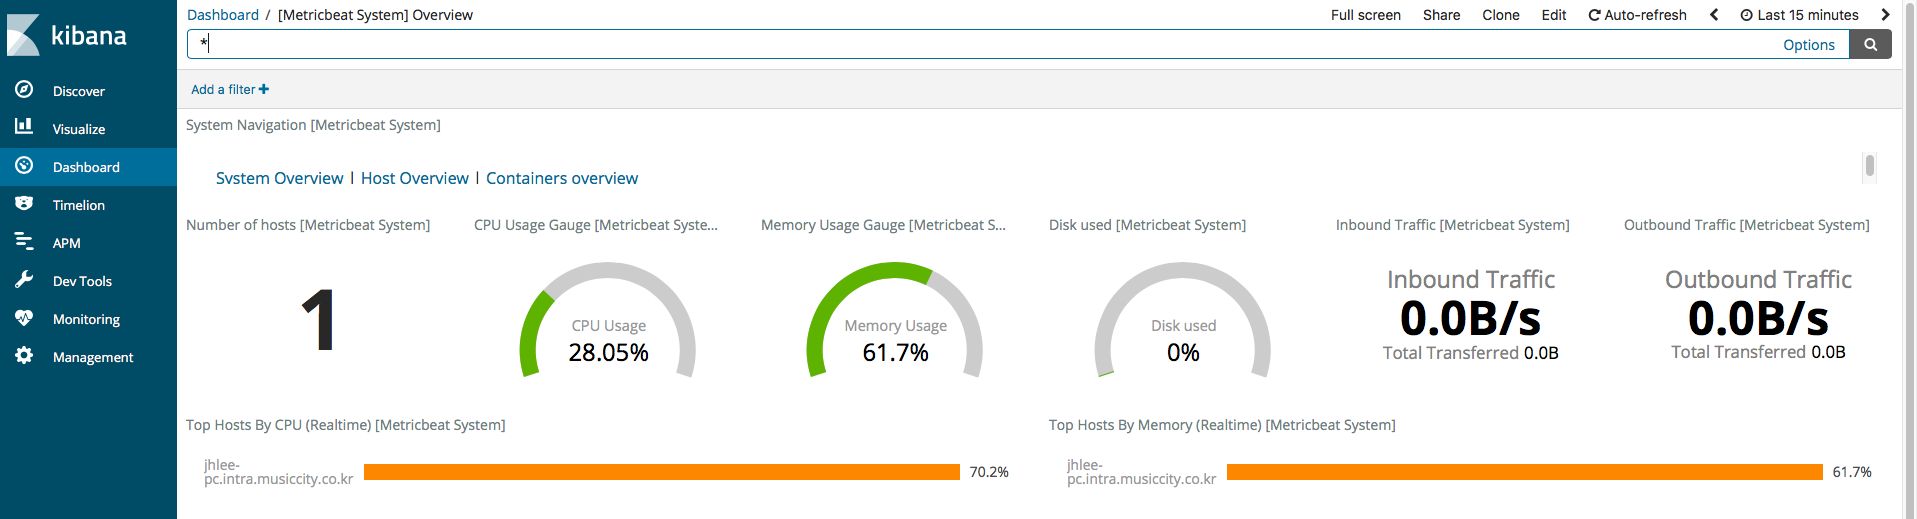 kibana
Discover
Visualize
Dashboard
Timelion
APM
Dev Tools
Monitoring
Management
Dashboard / [Metricbeat System] Overview
Full screen Share Clone Edit Auto-refresh Last 15 minutes
*
Options
Add a filter +
System Navigation [Metricbeat System]
System Overview | Host Overview | Containers overview
Number of hosts [Metricbeat System]
1
CPU Usage Gauge [Metricbeat Syste...
CPU Usage
28.05%
Memory Usage Gauge [Metricbeat S...
Memory Usage
61.7%
Disk used [Metricbeat System]
Disk used
0%
Inbound Traffic [Metricbeat System]
Inbound Traffic
0.0B/s
Total Transferred 0.0B
Outbound Traffic [Metricbeat System]
Outbound Traffic
0.0B/s
Total Transferred 0.0B
Top Hosts By CPU (Realtime) [Metricbeat System]
jhlee-
pc.intra.musiccity.co.kr
70.2%
Top Hosts By Memory (Realtime) [Metricbeat System]
jhlee-
pc.intra.musiccity.co.kr
61.7%